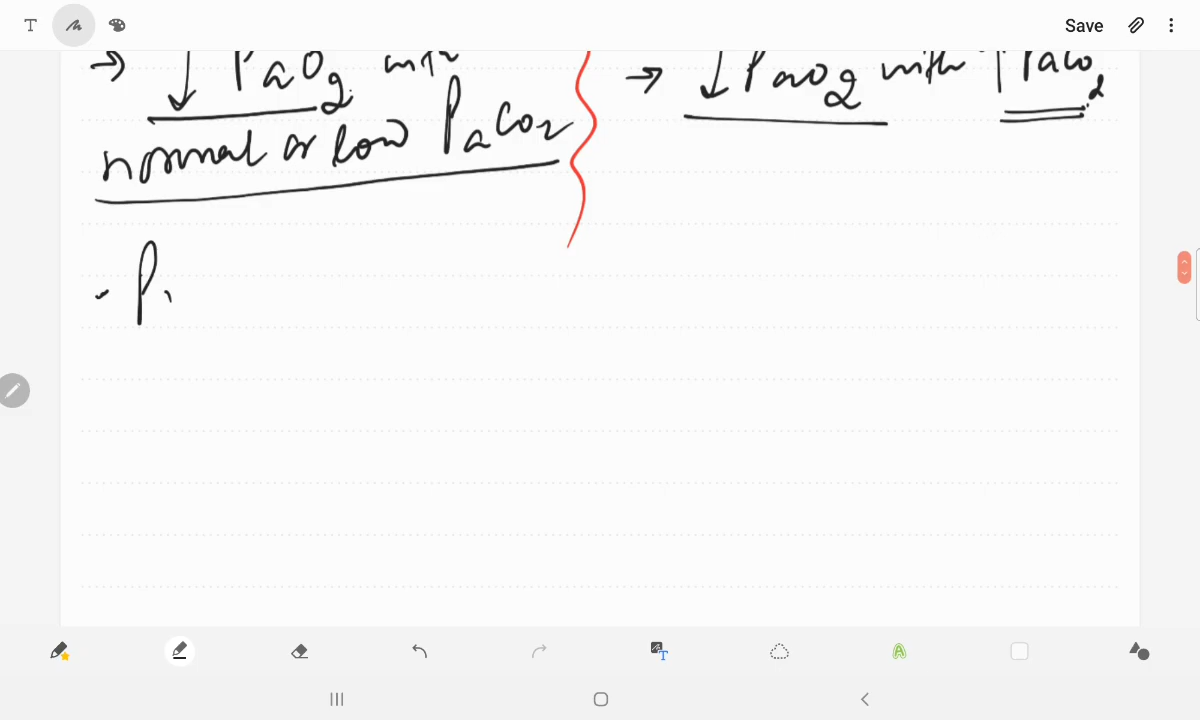 T Save
→ ↓ PaO2 with
normal or low PaCO2
→ ↓ PaO2 with ↑ PaCO2
- P
T
A